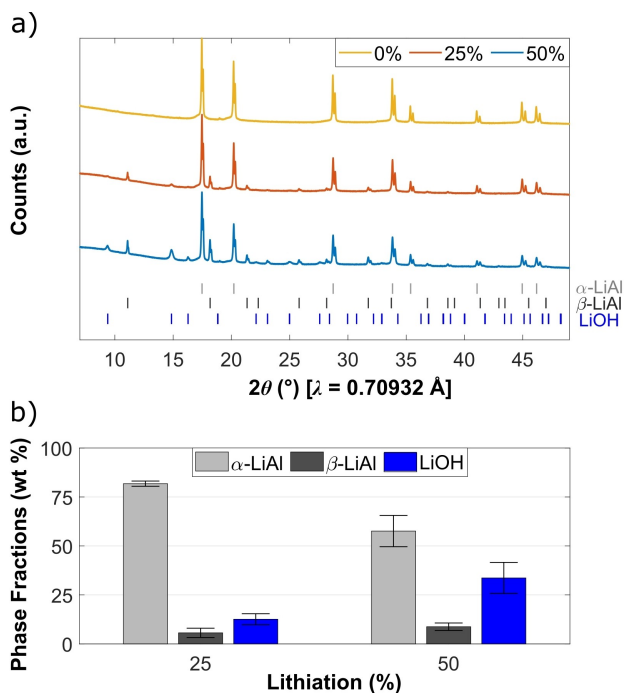 a)
0% 25% 50%
Counts (a.u.)
α-LiAl
β-LiAl
LiOH
10 15 20 25 30 35 40 45
2θ (°) [λ = 0.70932 Å]
b)
α-LiAl β-LiAl LiOH
Phase Fractions (wt %)
100
75
50
25
0
25 50
Lithiation (%)